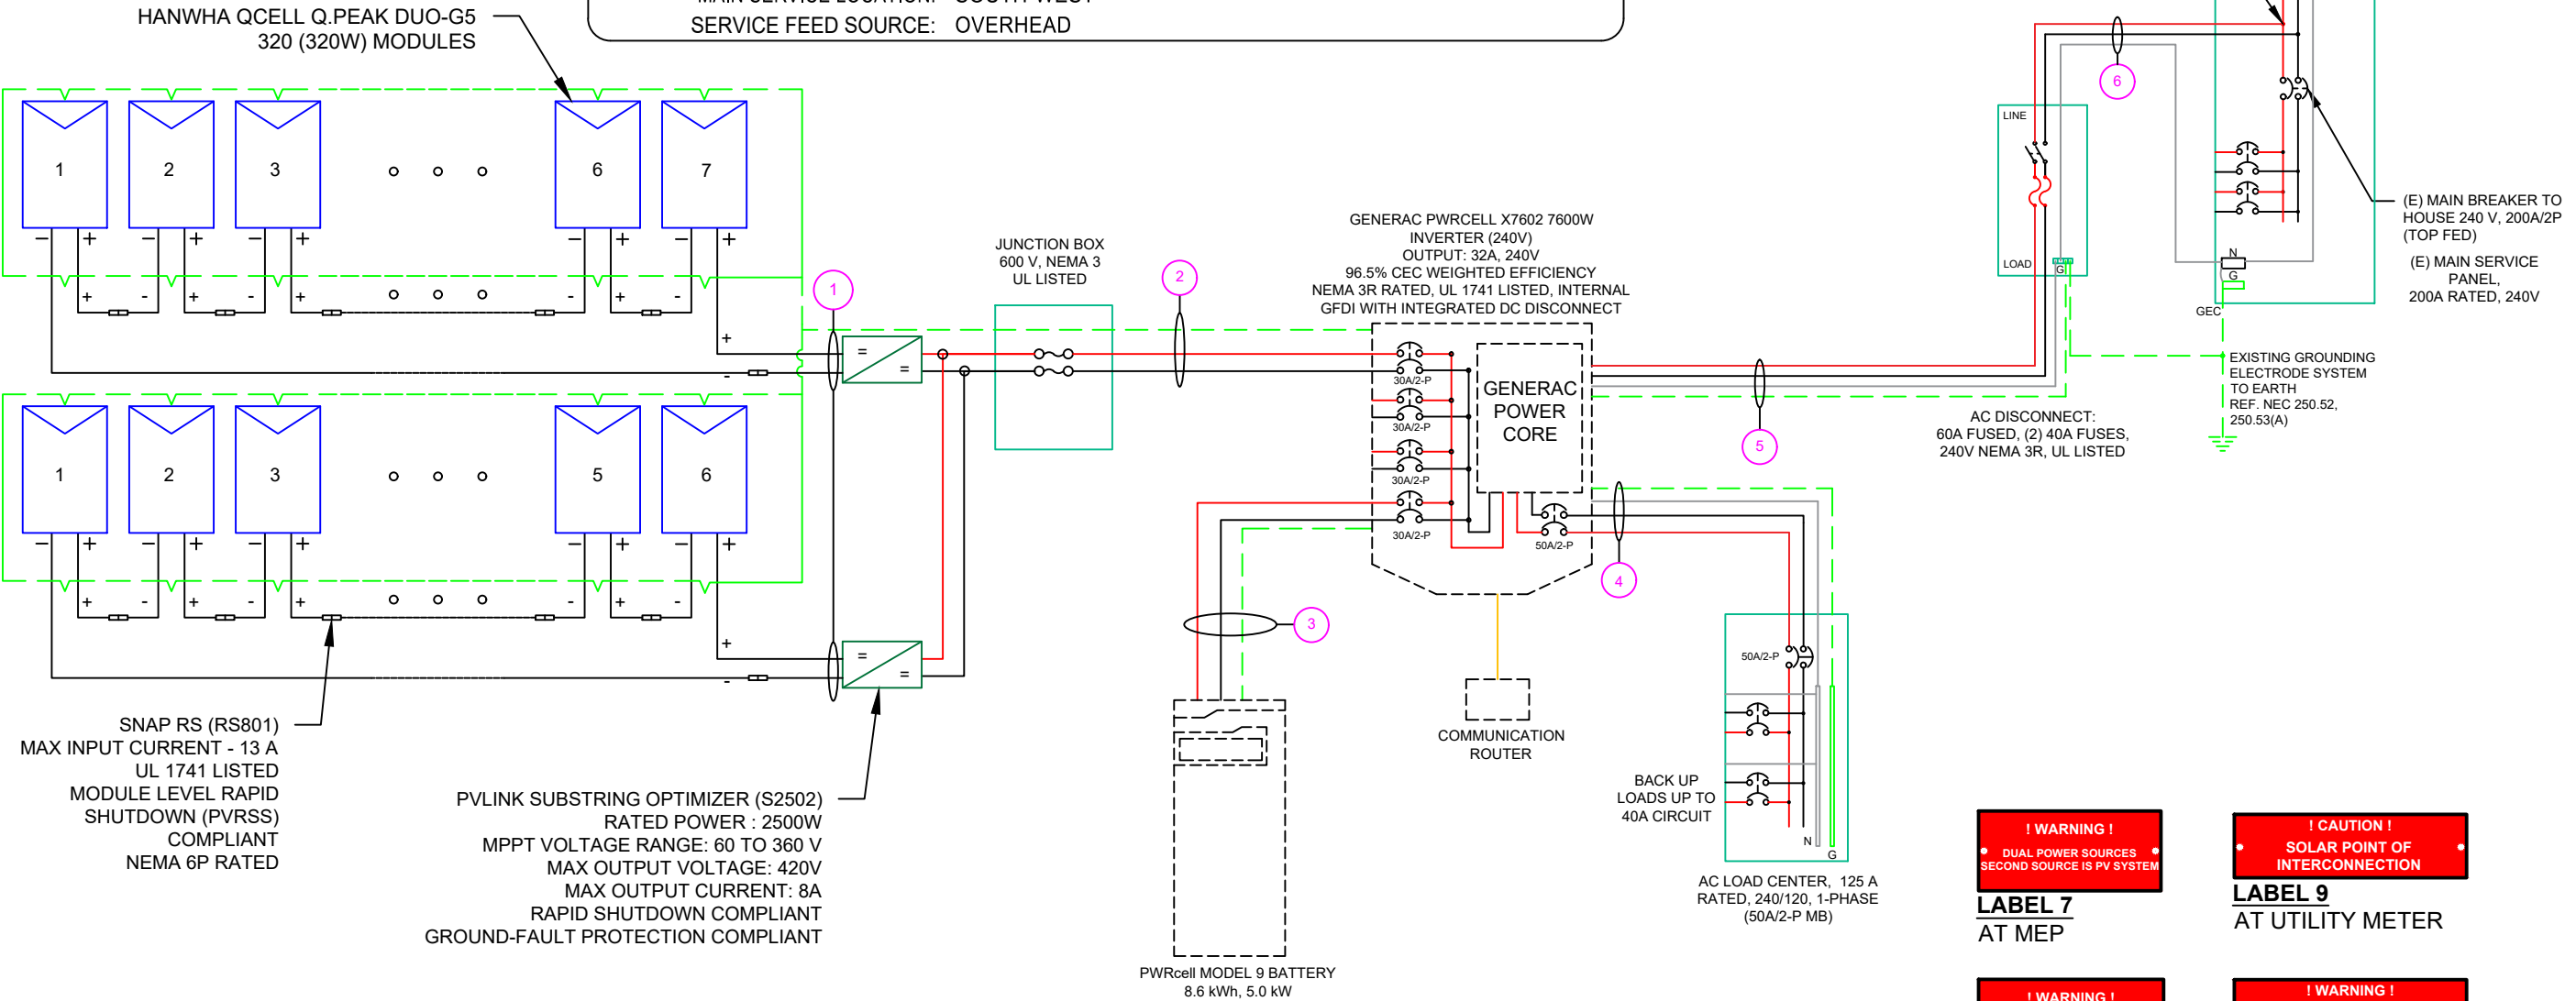 HANWHA QCELL Q.PEAK DUO-G5
320 (320W) MODULES
MAIN SERVICE LOCATION: SOUTH WEST
SERVICE FEED SOURCE: OVERHEAD
1 2 3 6 7
− + − + − + − + − +
+ - + - + - + -
+
-
1 2 3 5 6
− + − + − + − + − +
+ - + - + - + -
+
-
1
= =
= =
JUNCTION BOX
600 V, NEMA 3
UL LISTED
2
GENERAC PWRCELL X7602 7600W
INVERTER (240V)
OUTPUT: 32A, 240V
96.5% CEC WEIGHTED EFFICIENCY
NEMA 3R RATED, UL 1741 LISTED, INTERNAL
GFDI WITH INTEGRATED DC DISCONNECT
30A/2-P
30A/2-P
30A/2-P
30A/2-P
GENERAC
POWER
CORE
50A/2-P
3
4
5
6
LINE
LOAD
G
AC DISCONNECT:
60A FUSED, (2) 40A FUSES,
240V NEMA 3R, UL LISTED
N
G
GEC
(E) MAIN BREAKER TO
HOUSE 240 V, 200A/2P
(TOP FED)
(E) MAIN SERVICE
PANEL,
200A RATED, 240V
EXISTING GROUNDING
ELECTRODE SYSTEM
TO EARTH
REF. NEC 250.52,
250.53(A)
SNAP RS (RS801)
MAX INPUT CURRENT - 13 A
UL 1741 LISTED
MODULE LEVEL RAPID
SHUTDOWN (PVRSS)
COMPLIANT
NEMA 6P RATED
PVLINK SUBSTRING OPTIMIZER (S2502)
RATED POWER : 2500W
MPPT VOLTAGE RANGE: 60 TO 360 V
MAX OUTPUT VOLTAGE: 420V
MAX OUTPUT CURRENT: 8A
RAPID SHUTDOWN COMPLIANT
GROUND-FAULT PROTECTION COMPLIANT
PWRcell MODEL 9 BATTERY
8.6 kWh, 5.0 kW
COMMUNICATION
ROUTER
50A/2-P
BACK UP
LOADS UP TO
40A CIRCUIT
N
G
AC LOAD CENTER, 125 A
RATED, 240/120, 1-PHASE
(50A/2-P MB)
! WARNING !
DUAL POWER SOURCES
SECOND SOURCE IS PV SYSTEM
LABEL 7
AT MEP
! CAUTION !
SOLAR POINT OF
INTERCONNECTION
LABEL 9
AT UTILITY METER
! WARNING !
! WARNING !